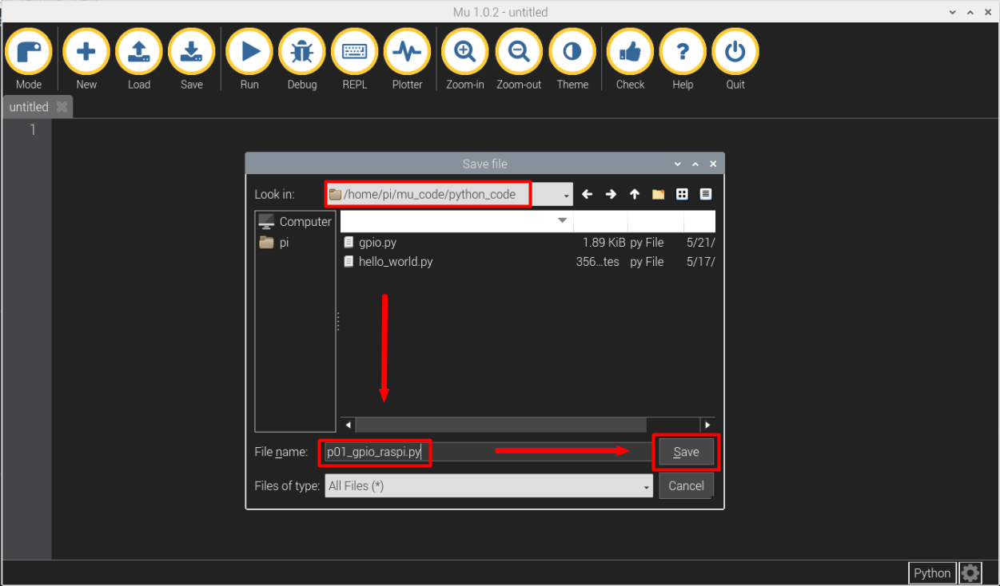 Mu 1.0.2 - untitled
Mode New Load Save Run Debug REPL Plotter Zoom-in Zoom-out Theme Check Help Quit
untitled
1
Save file
Look in: /home/pi/mu_code/python_code
Computer
pi
gpio.py 1.89 KiB py File 5/21/
hello_world.py 356...tes py File 5/17/
File name: p01_gpio_raspi.py Save
Files of type: All Files (*) Cancel
Python